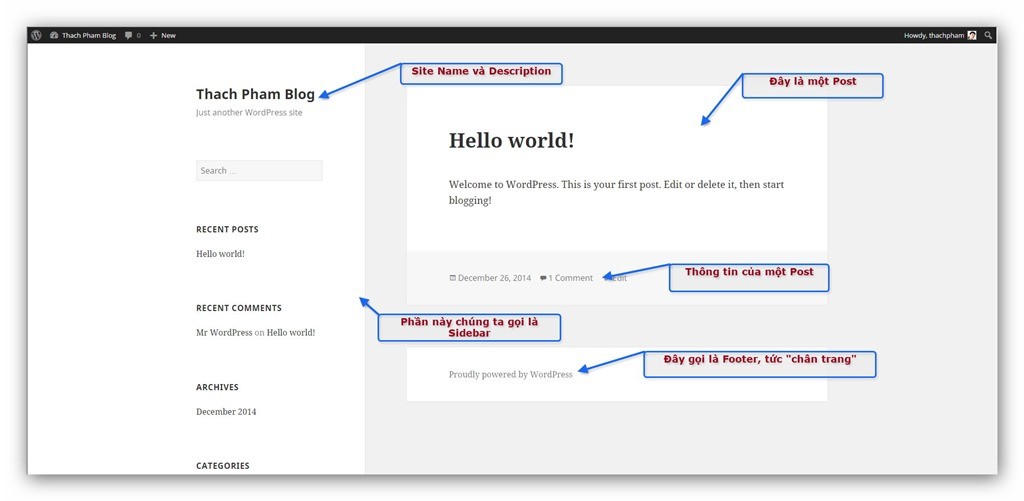 Thach Pham Blog 0 New Howdy, thachpham
Site Name và Description
Đây là một Post
Thach Pham Blog
Just another WordPress site
Search ...
RECENT POSTS
Hello world!
RECENT COMMENTS
Mr WordPress on Hello world!
ARCHIVES
December 2014
CATEGORIES
Hello world!
Welcome to WordPress. This is your first post. Edit or delete it, then start
blogging!
December 26, 2014 1 Comment Edit
Thông tin của một Post
Phần này chúng ta gọi là
Sidebar
Đây gọi là Footer, tức "chân trang"
Proudly powered by WordPress